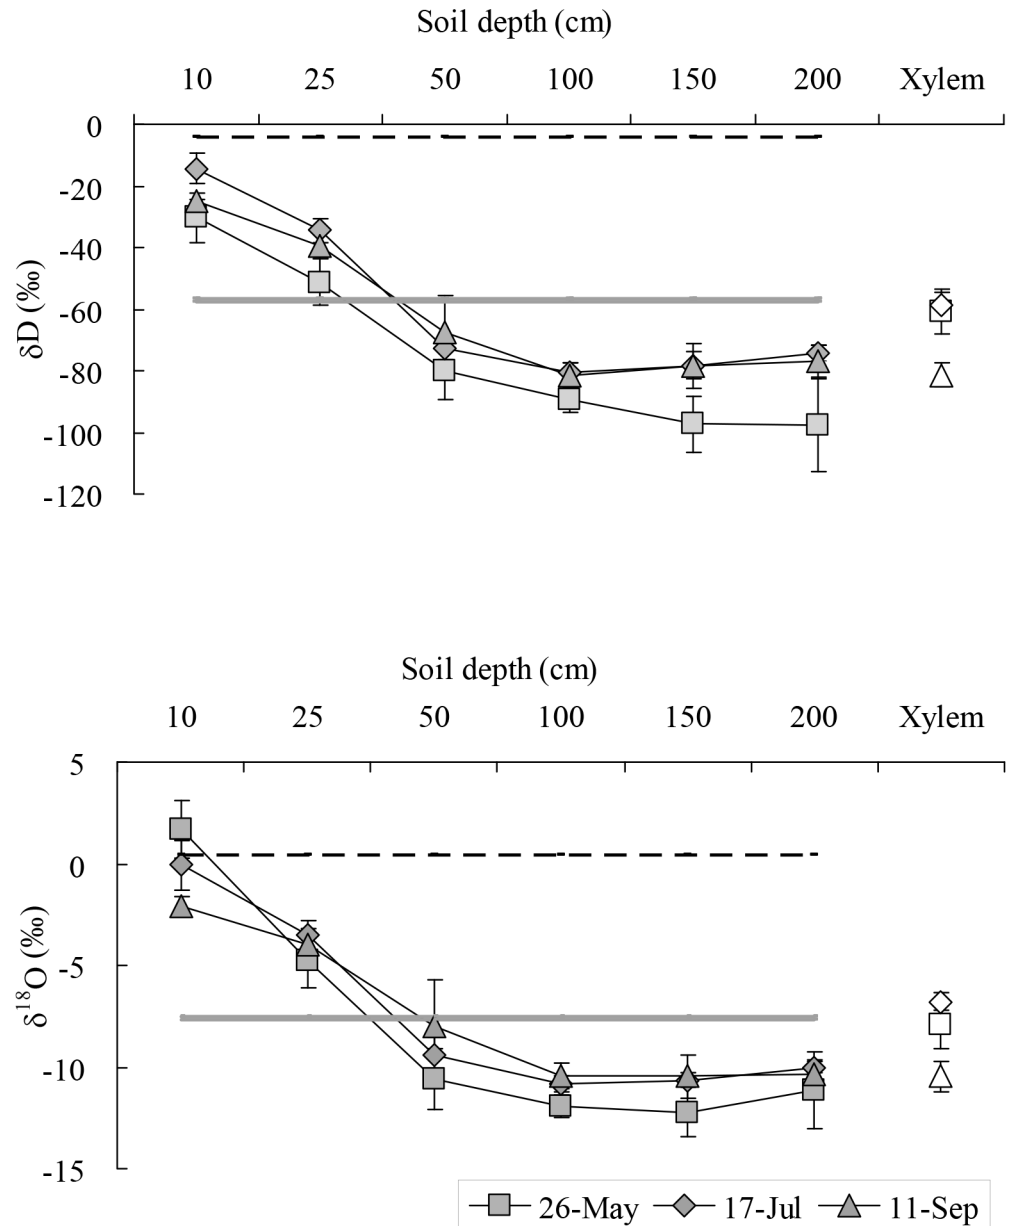 Soil depth (cm)
10 25 50 100 150 200 Xylem
0
-20
-40
-60
-80
-100
-120
δD (‰)
Soil depth (cm)
10 25 50 100 150 200 Xylem
5
0
-5
-10
-15
δ¹⁸O (‰)
26-May 17-Jul 11-Sep